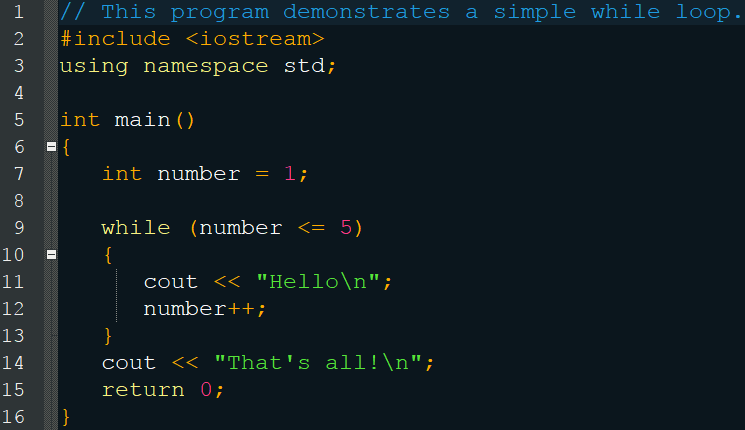 1 // This program demonstrates a simple while loop.
2 #include <iostream>
3 using namespace std;
4
5 int main()
6 {
7    int number = 1;
8
9    while (number <= 5)
10    {
11       cout << "Hello\n";
12       number++;
13    }
14    cout << "That's all!\n";
15    return 0;
16 }